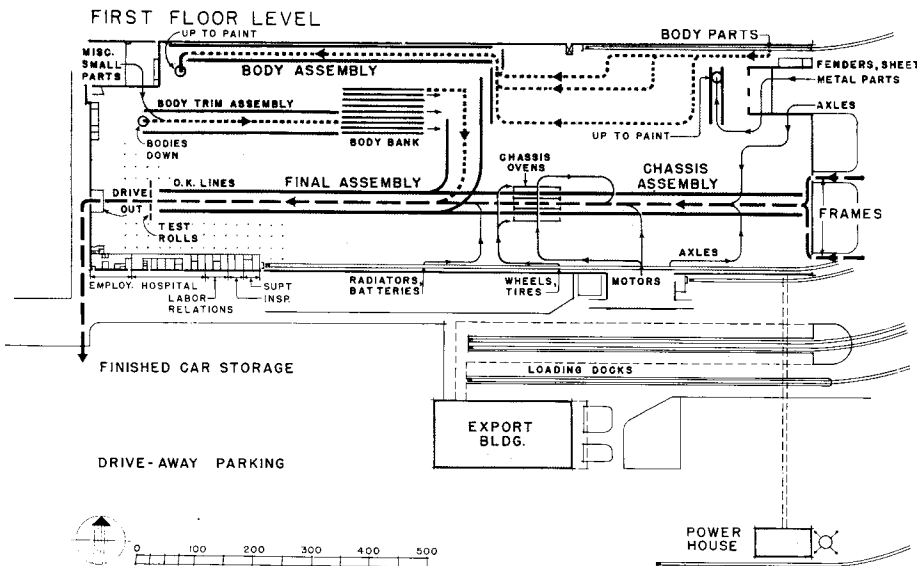 FIRST FLOOR LEVEL
UP TO PAINT
MISC.
SMALL
PARTS
BODY ASSEMBLY
BODY PARTS
FENDERS, SHEET
METAL PARTS
AXLES
BODY TRIM ASSEMBLY
BODIES
DOWN
BODY BANK
UP TO PAINT
CHASSIS
OVENS
O.K. LINES
FINAL ASSEMBLY
CHASSIS
ASSEMBLY
DRIVE
OUT
TEST
ROLLS
FRAMES
AXLES
EMPLOY. HOSPITAL
LABOR
RELATIONS
SUPT
INSP.
RADIATORS,
BATTERIES
WHEELS,
TIRES
MOTORS
FINISHED CAR STORAGE
LOADING DOCKS
EXPORT
BLDG.
DRIVE-AWAY PARKING
POWER
HOUSE
0 100 200 300 400 500